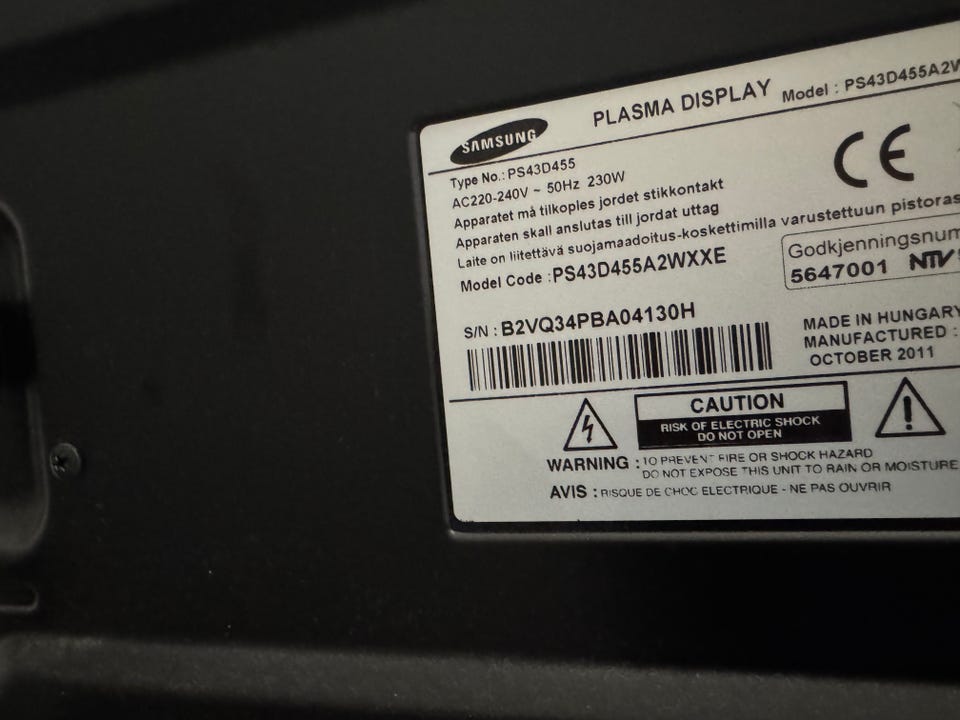 SAMSUNG
PLASMA DISPLAY Model : PS43D455A2W
Type No.: PS43D455
AC220-240V ~ 50Hz 230W
Apparatet må tilkoples jordet stikkontakt
Apparaten skall anslutas till jordat uttag
Laite on liitettävä suojamaadoitus-koskettimilla varustettuun pistoras
Model Code : PS43D455A2WXXE
Godkjenningsnum
5647001 NTV
S/N : B2VQ34PBA04130H
MADE IN HUNGARY
MANUFACTURED :
OCTOBER 2011
CE
CAUTION
RISK OF ELECTRIC SHOCK
DO NOT OPEN
WARNING : TO PREVENT FIRE OR SHOCK HAZARD
DO NOT EXPOSE THIS UNIT TO RAIN OR MOISTURE
AVIS : RISQUE DE CHOC ELECTRIQUE - NE PAS OUVRIR